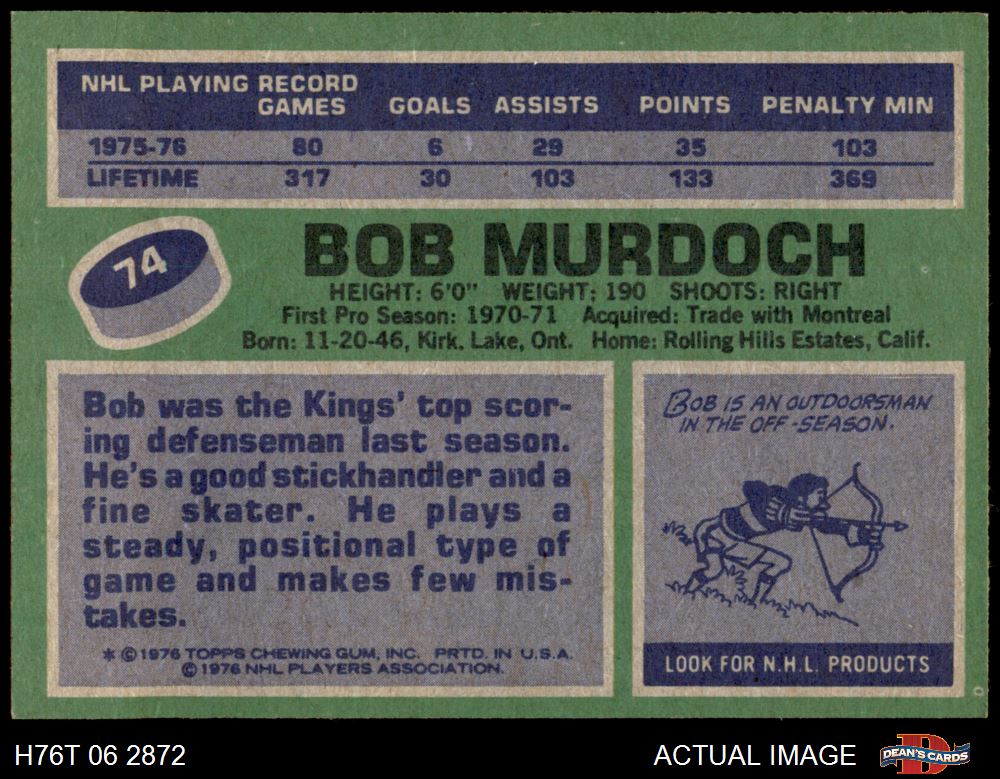 NHL PLAYING RECORD
GAMES GOALS ASSISTS POINTS PENALTY MIN
1975-76 80 6 29 35 103
LIFETIME 317 30 103 133 369
74
BOB MURDOCH
HEIGHT: 6'0" WEIGHT: 190 SHOOTS: RIGHT
First Pro Season: 1970-71 Acquired: Trade with Montreal
Born: 11-20-46, Kirk. Lake, Ont. Home: Rolling Hills Estates, Calif.
Bob was the Kings' top scor-
ing defenseman last season.
He's a good stickhandler and a
fine skater. He plays a
steady, positional type of
game and makes few mis-
takes.
* © 1976 TOPPS CHEWING GUM, INC. PRTD. IN U.S.A.
© 1976 NHL PLAYERS ASSOCIATION.
BOB IS AN OUTDOORSMAN
IN THE OFF-SEASON.
LOOK FOR N.H.L. PRODUCTS
H76T 06 2872
ACTUAL IMAGE
D
DEAN'S CARDS